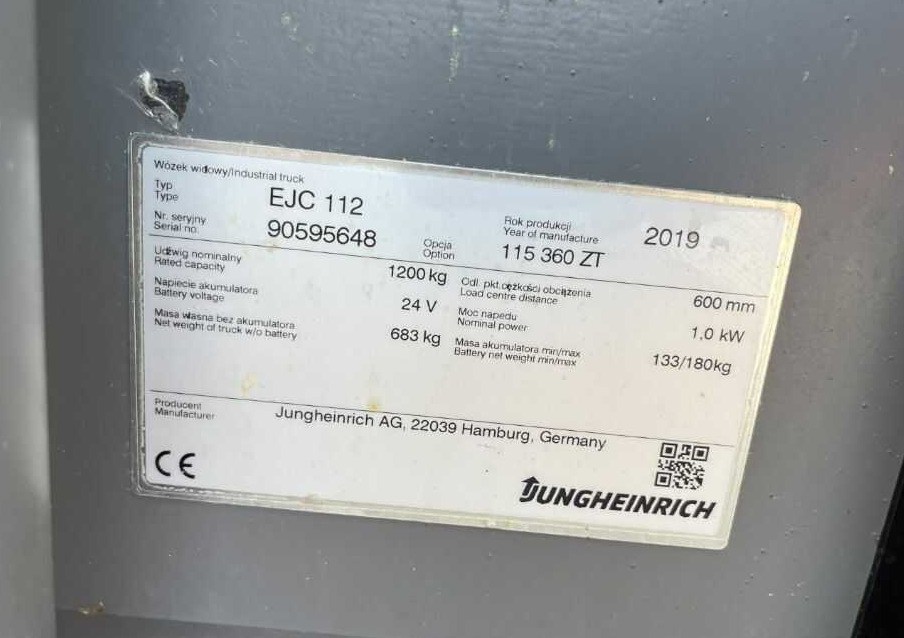 Wózek widłowy/Industrial truck
Typ
Type
EJC 112
Rok produkcji
Year of manufacture
2019
Nr. seryjny
Serial no.
90595648
Opcja
Option
115 360 ZT
Udźwig nominalny
Rated capacity
1200 kg
Odl. pkt. ciężkości obciążenia
Load centre distance
600 mm
Napiecie akumulatora
Battery voltage
24 V
Moc napedu
Nominal power
1,0 kW
Masa własna bez akumulatora
Net weight of truck w/o battery
683 kg
Masa akumulatora min/max
Battery net weight min/max
133/180kg
Producent
Manufacturer
Jungheinrich AG, 22039 Hamburg, Germany
CE
JUNGHEINRICH